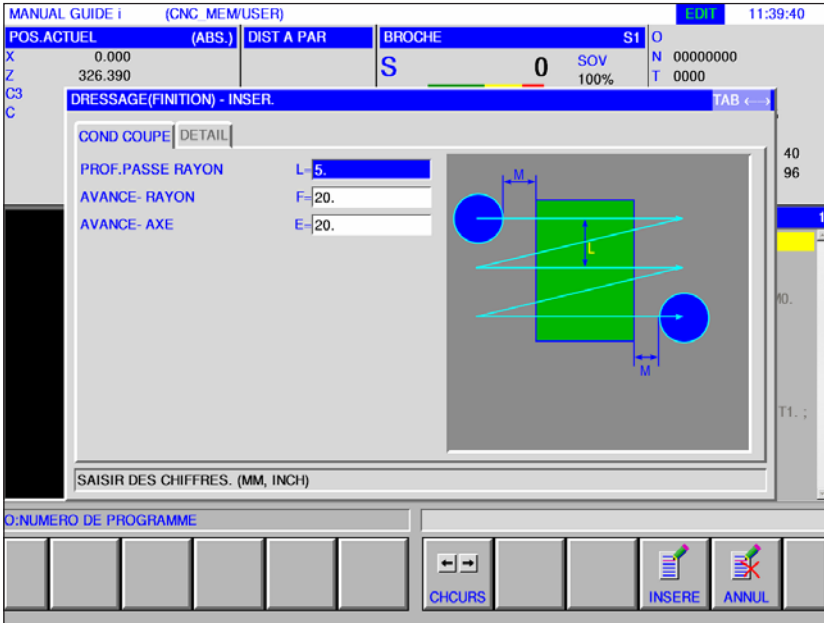 MANUAL GUIDE i (CNC_MEM/USER) EDIT 11:39:40
POS.ACTUEL (ABS.) DIST A PAR BROCHE S1 O
X 0.000 S 0 SOV N 00000000
Z 326.390 100% T 0000
C3
C
DRESSAGE(FINITION) - INSER. TAB
COND COUPE DETAIL
PROF.PASSE RAYON L=5.
AVANCE- RAYON F=20.
AVANCE- AXE E=20.
M
L
M
40
96
1
M0.
T1. ;
SAISIR DES CHIFFRES. (MM, INCH)
O:NUMERO DE PROGRAMME
CHCURS INSERE ANNUL